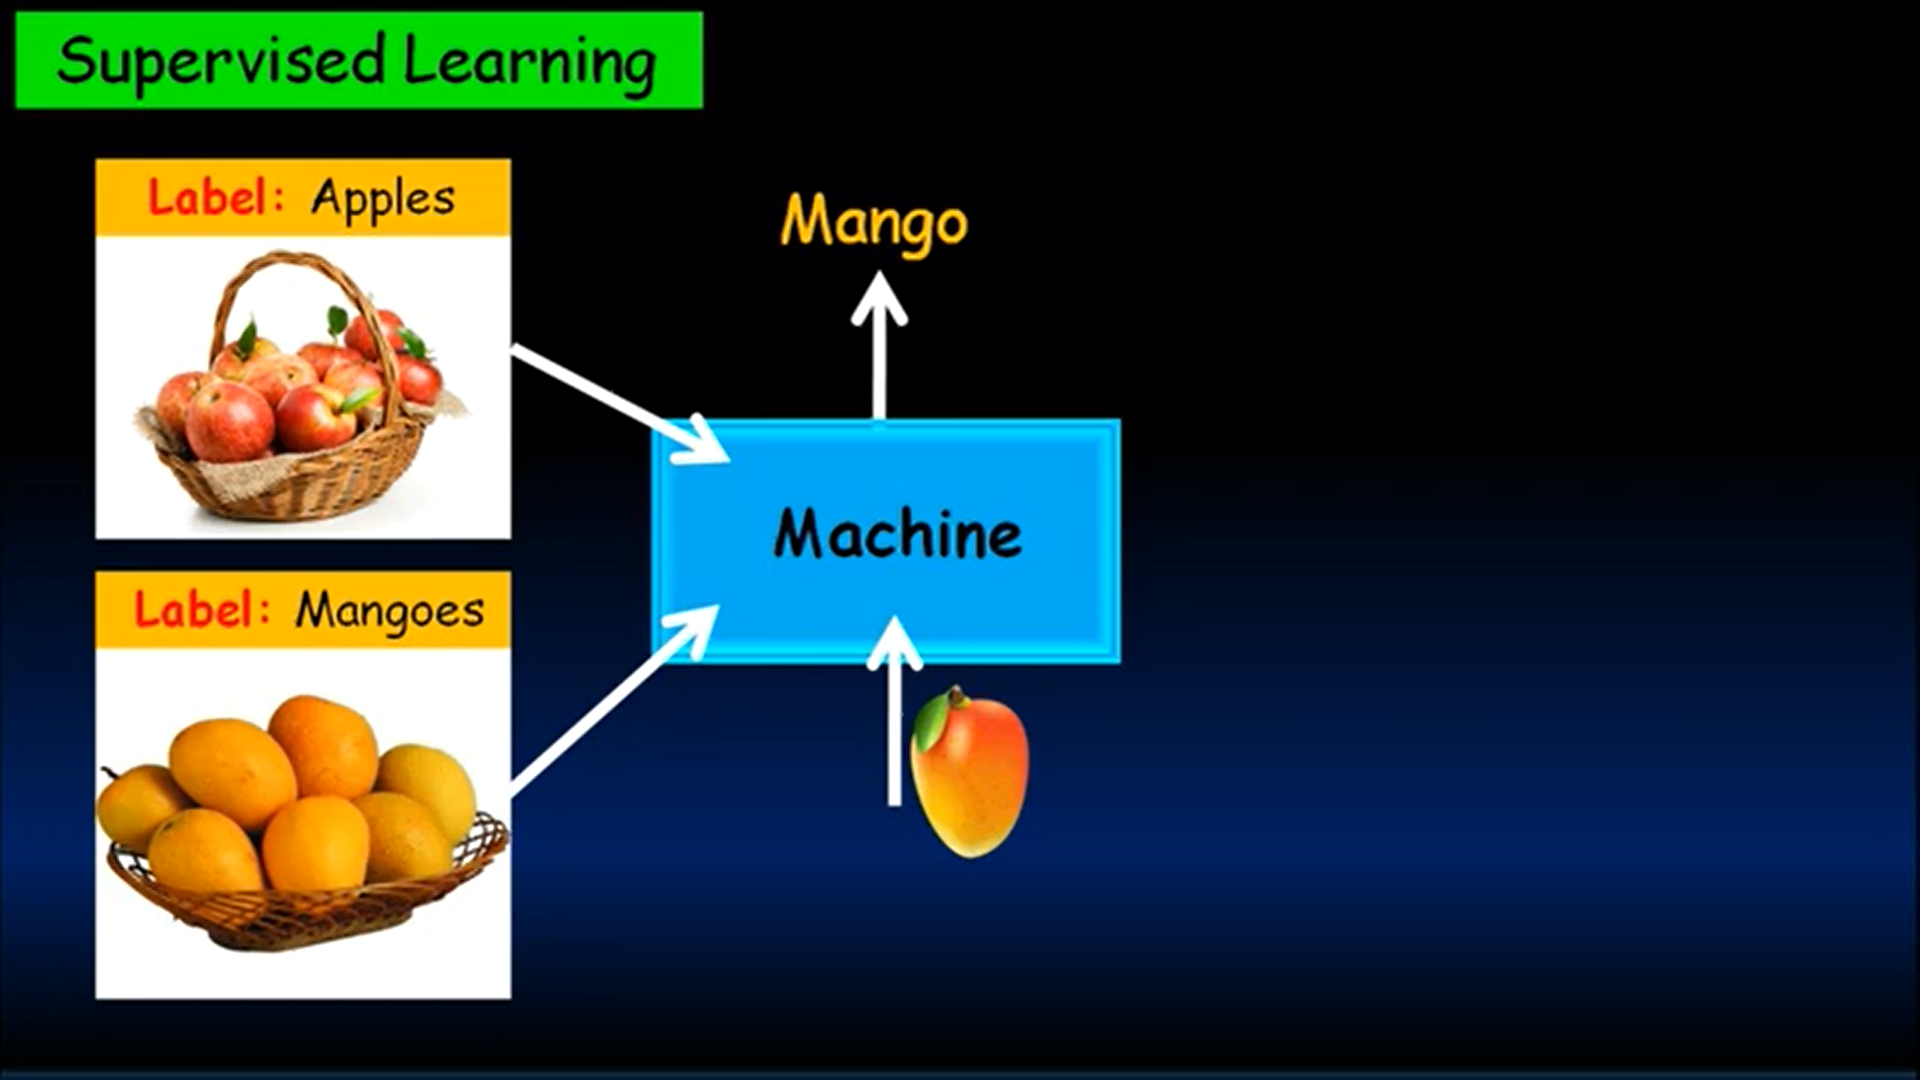 Supervised Learning
Label: Apples
Mango
Machine
Label: Mangoes